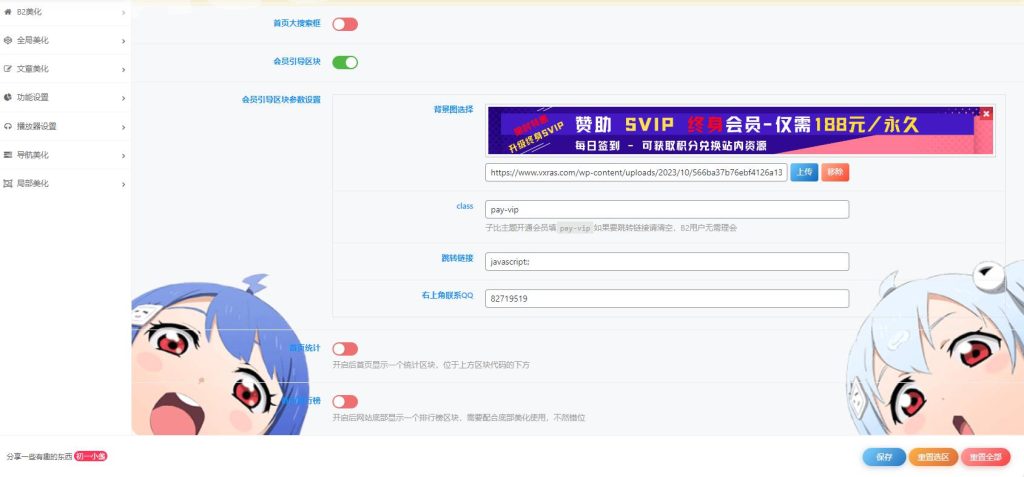 B2美化
全局美化
文章美化
功能设置
播放器设置
导航美化
局部美化
首页大搜索框
会员引导区块
会员引导区块参数设置
背景图选择
限时特惠
升级终身SVIP
赞助 SVIP 终身会员-仅需188元/永久
每日签到 - 可获取积分兑换站内资源
https://www.vxras.com/wp-content/uploads/2023/10/566ba37b76ebf4126a13
上传
移除
class
pay-vip
子比主题开通会员填 pay-vip 如果要跳转链接请清空，B2用户无需理会
跳转链接
javascript:;
右上角联系QQ
82719519
首页统计
开启后首页显示一个统计区块，位于上方区块代码的下方
行榜
开启后网站底部显示一个排行榜区块，需要配合底部美化使用，不然错位
分享一些有趣的东西 初一小盏
保存
重置选区
重置全部